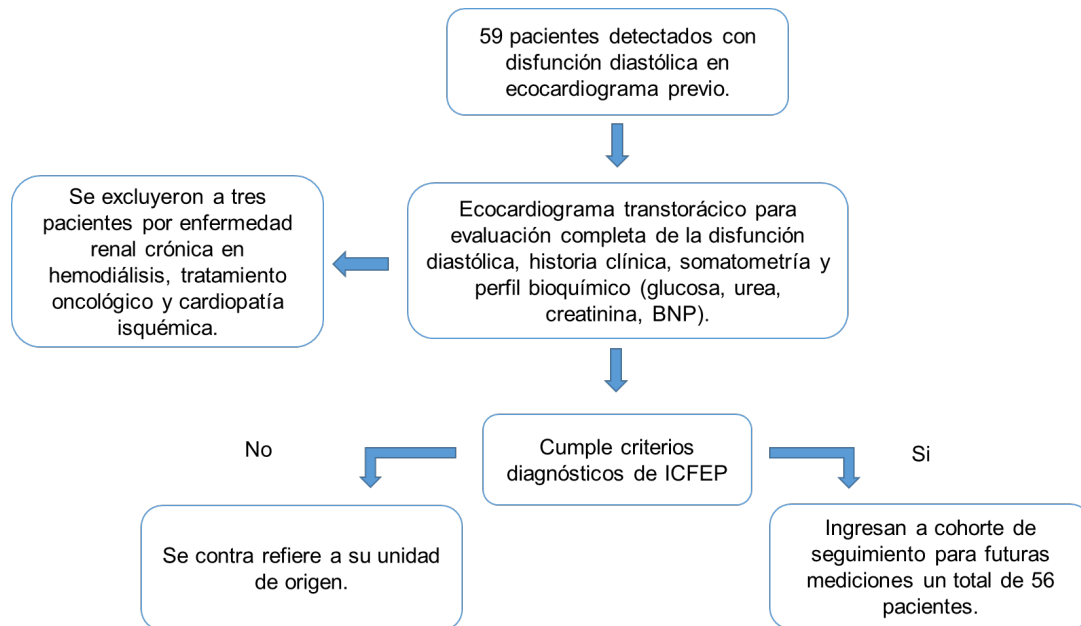 59 pacientes detectados con
disfunción diastólica en
ecocardiograma previo.
Se excluyeron a tres
pacientes por enfermedad
renal crónica en
hemodiálisis, tratamiento
oncológico y cardiopatía
isquémica.
Ecocardiograma transtorácico para
evaluación completa de la disfunción
diastólica, historia clínica, somatometría y
perfil bioquímico (glucosa, urea,
creatinina, BNP).
No
Cumple criterios
diagnósticos de ICFEP
Si
Se contra refiere a su unidad
de origen.
Ingresan a cohorte de
seguimiento para futuras
mediciones un total de 56
pacientes.